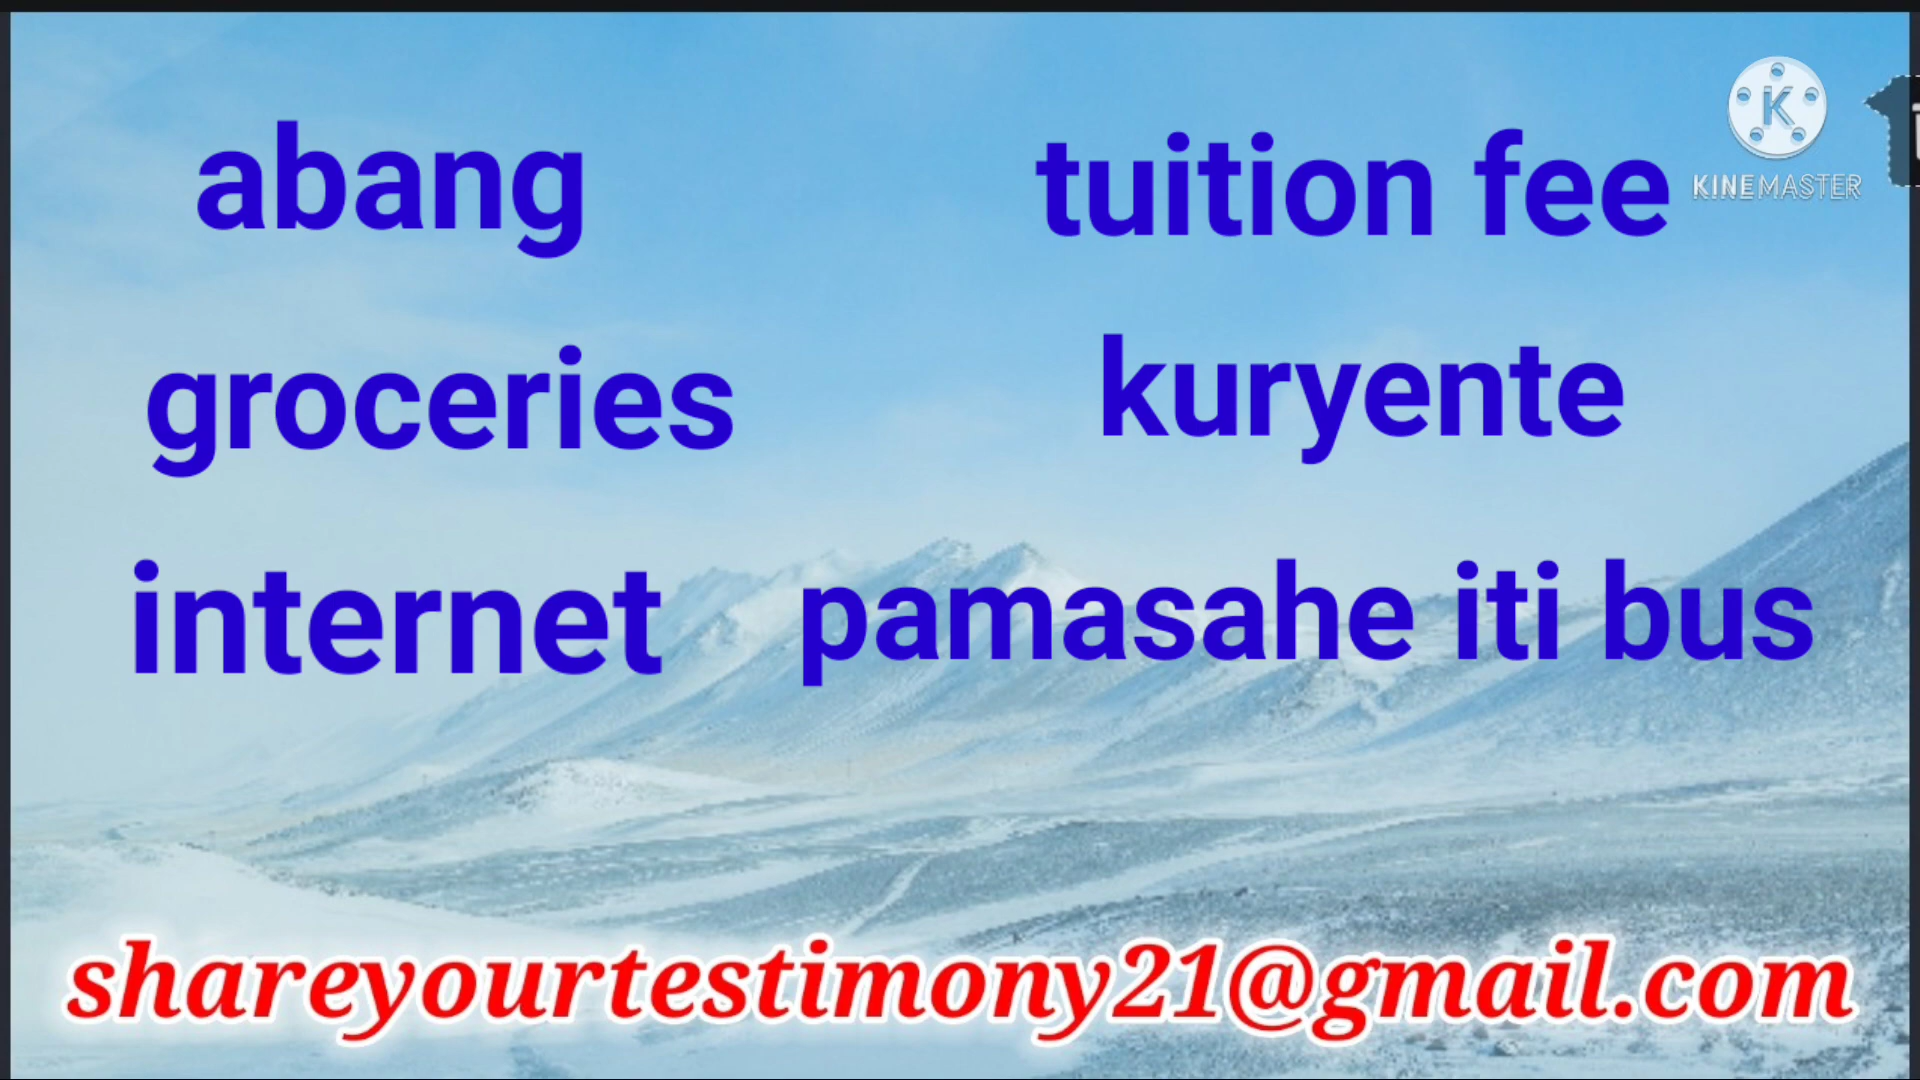 abang
tuition fee
KINEMASTER
groceries
kuryente
internet
pamasahe iti bus
shareyourtestimony21@gmail.com